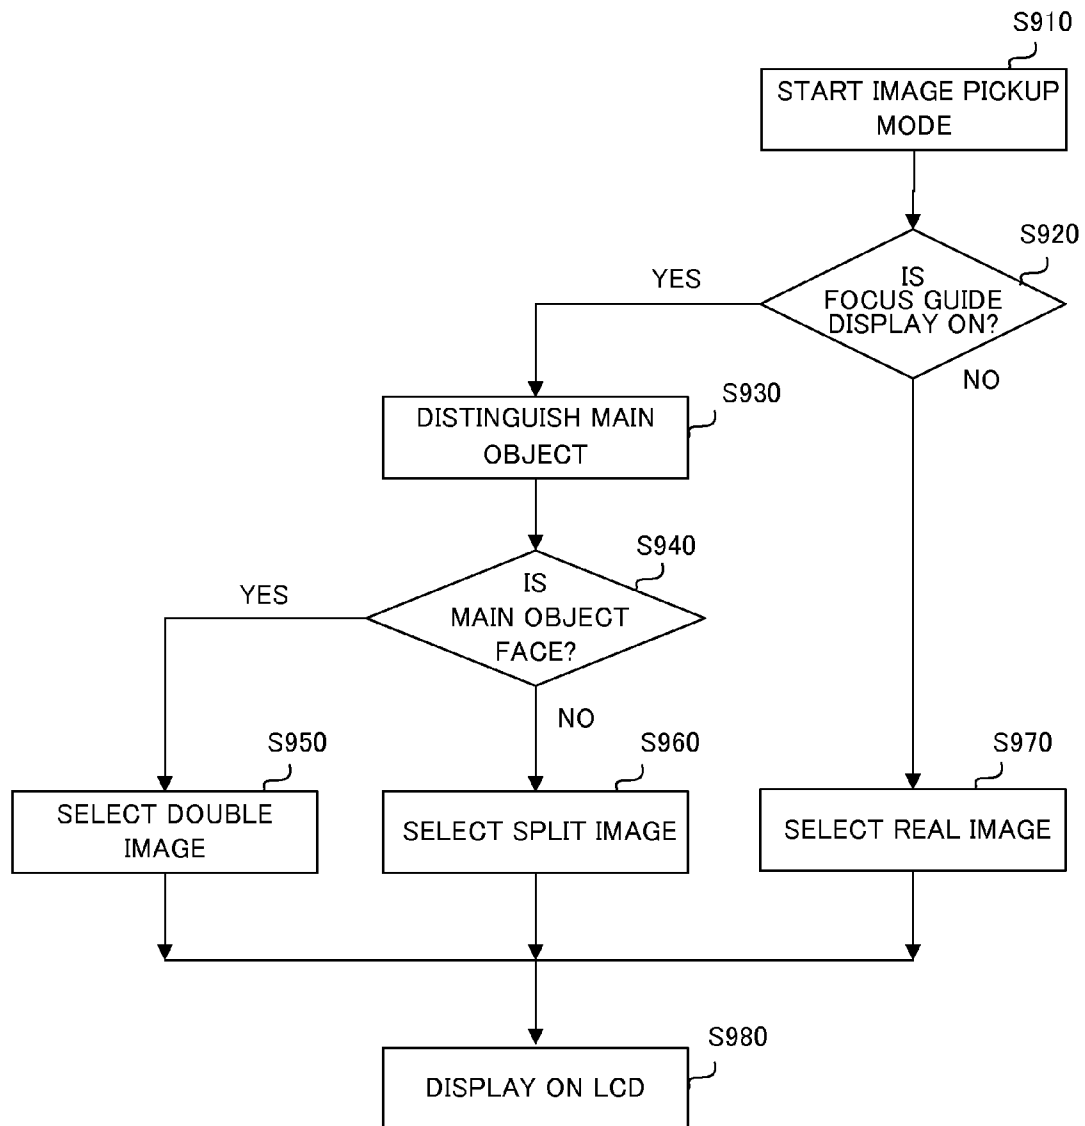 S910
START IMAGE PICKUP
MODE
S920
IS
FOCUS GUIDE
DISPLAY ON?
YES
NO
S930
DISTINGUISH MAIN
OBJECT
S940
IS
MAIN OBJECT
FACE?
YES
NO
S950
SELECT DOUBLE
IMAGE
S960
SELECT SPLIT IMAGE
S970
SELECT REAL IMAGE
S980
DISPLAY ON LCD